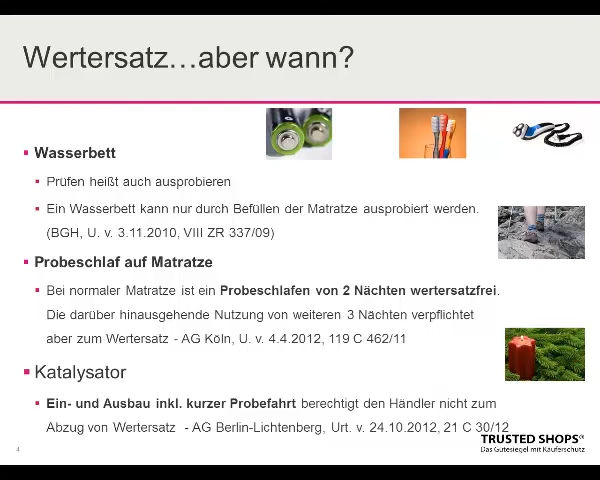 Wertersatz…aber wann?
Wasserbett
Prüfen heißt auch ausprobieren
Ein Wasserbett kann nur durch Befüllen der Matratze ausprobiert werden.
(BGH, U. v. 3.11.2010, VIII ZR 337/09)
Probeschlaf auf Matratze
Bei normaler Matratze ist ein Probeschlafen von 2 Nächten wertersatzfrei.
Die darüber hinausgehende Nutzung von weiteren 3 Nächten verpflichtet
aber zum Wertersatz - AG Köln, U. v. 4.4.2012, 119 C 462/11
Katalysator
Ein- und Ausbau inkl. kurzer Probefahrt berechtigt den Händler nicht zum
Abzug von Wertersatz - AG Berlin-Lichtenberg, Urt. v. 24.10.2012, 21 C 30/12
4
TRUSTED SHOPS®
Das Gütesiegel mit Käuferschutz